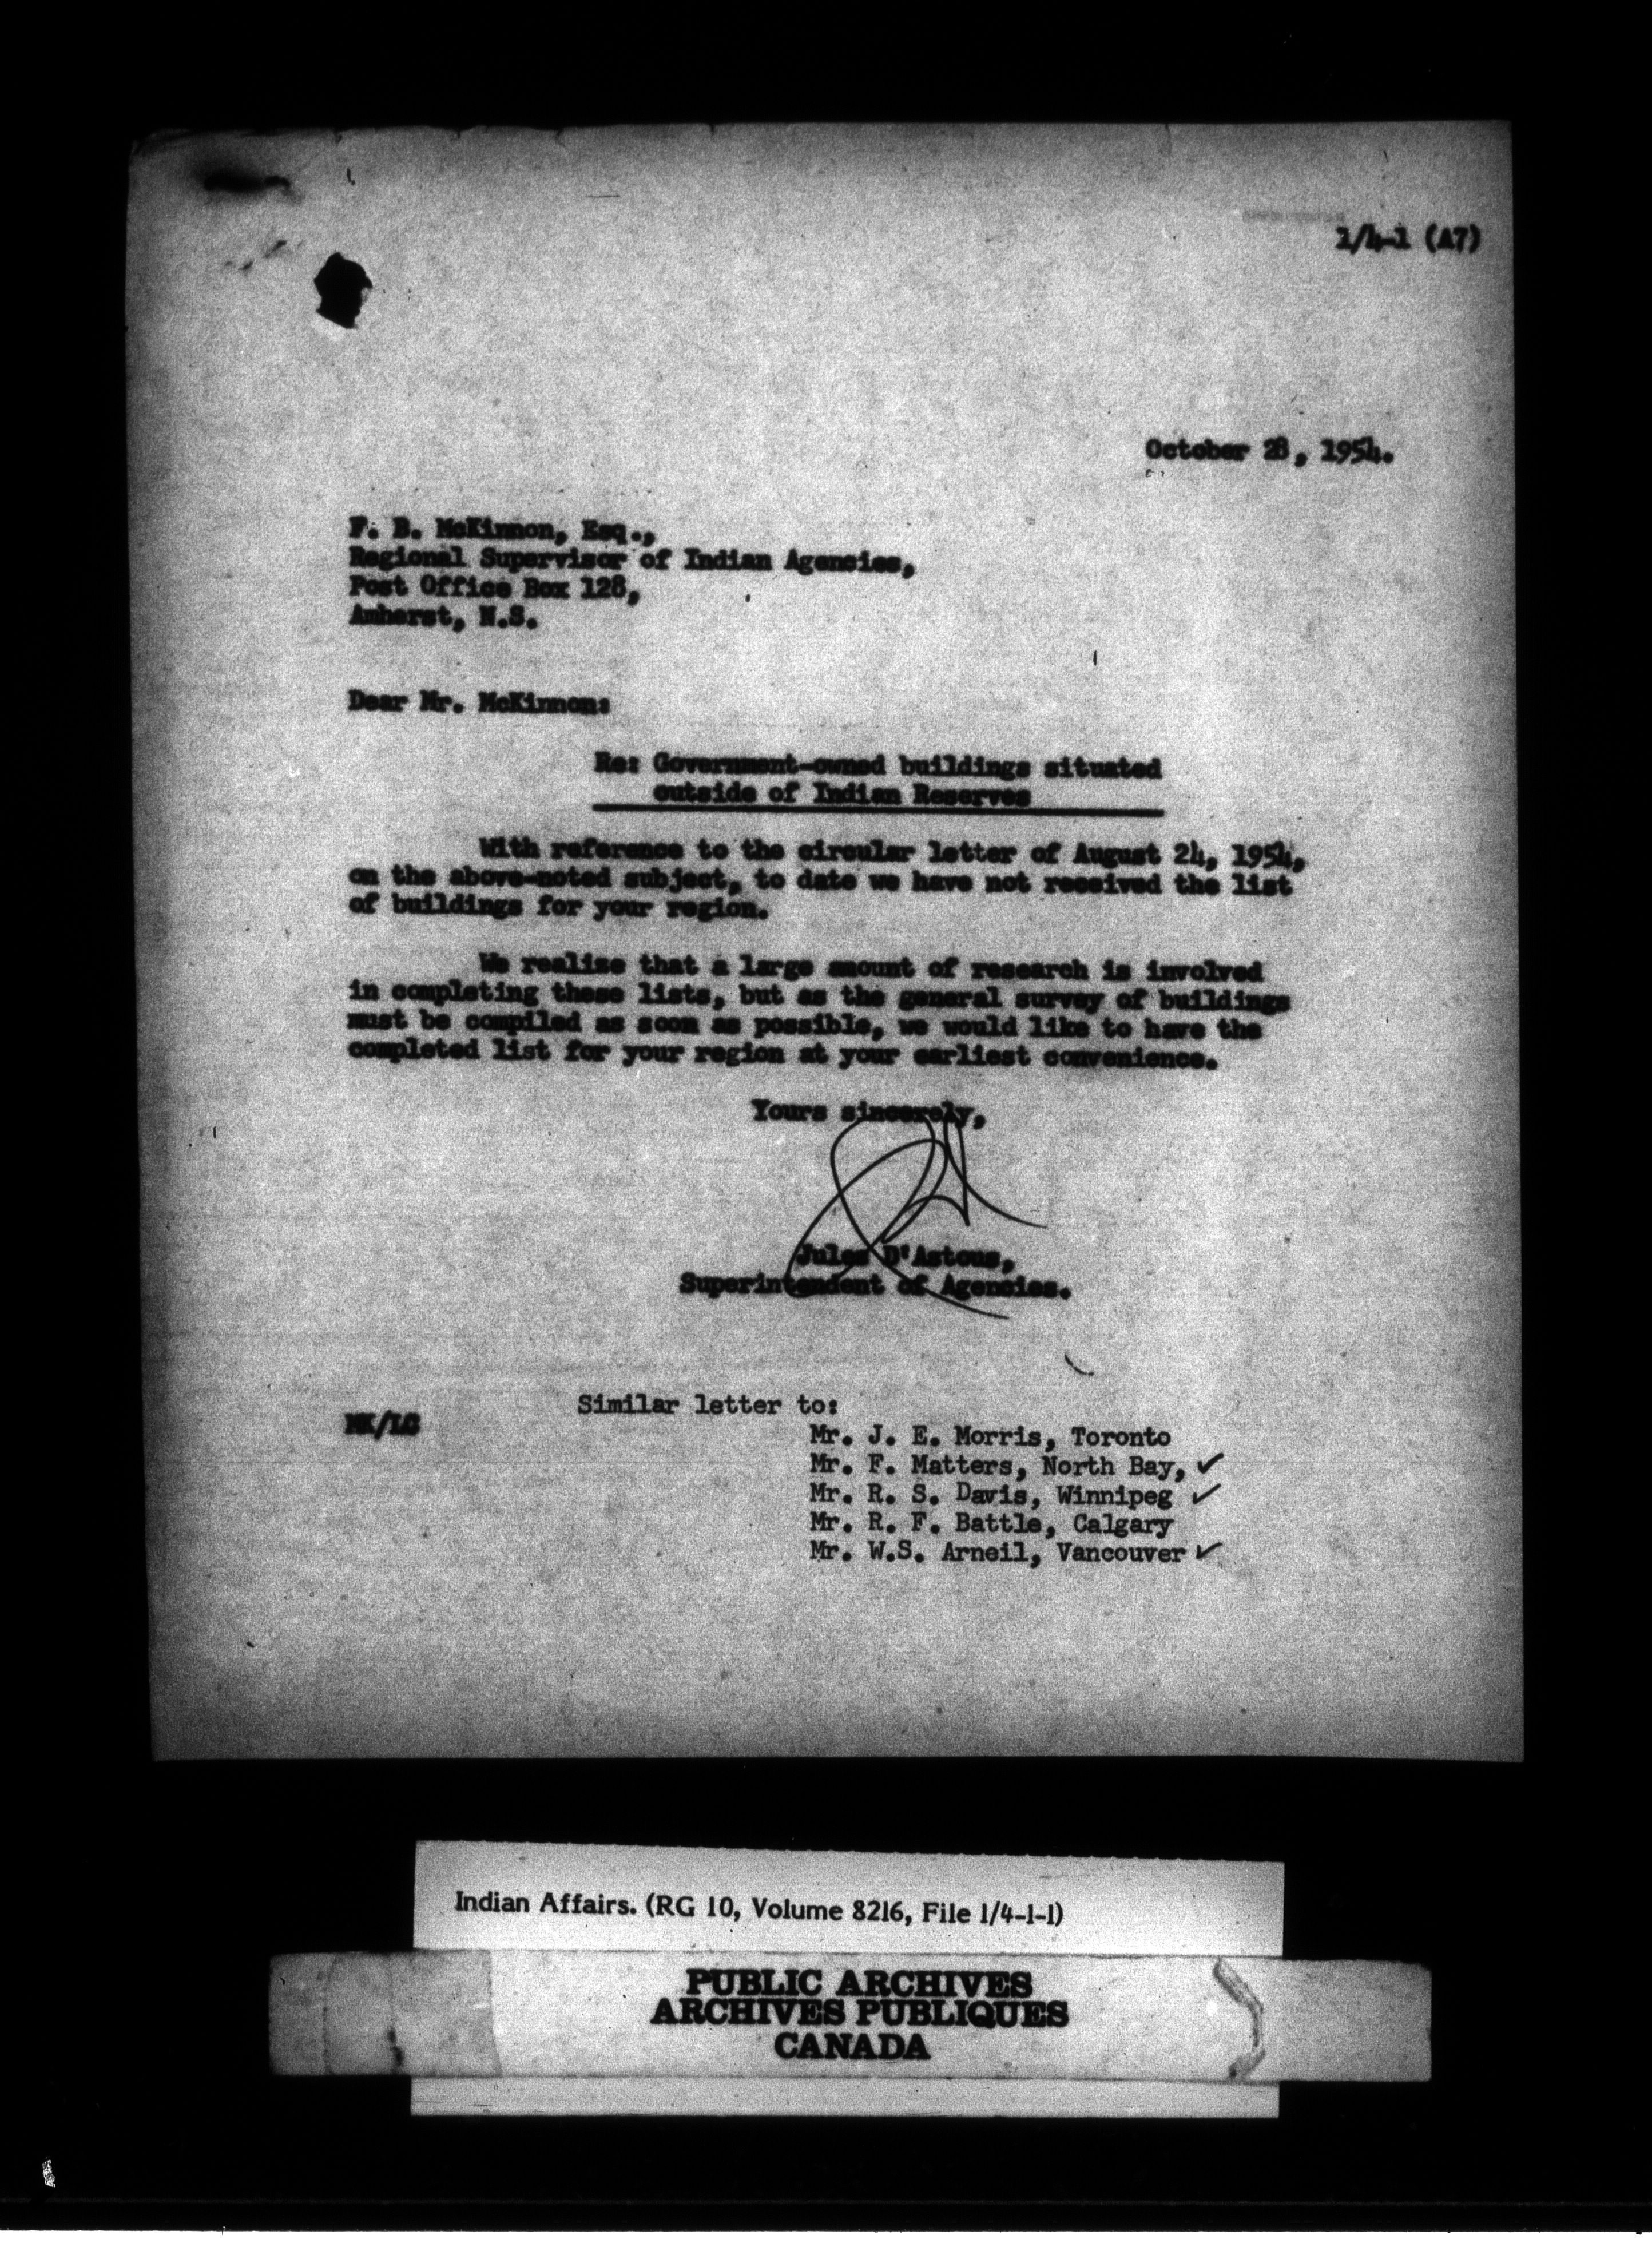 1/4-1 (A7)
October 28, 1954.
F. B. McKinnon, Esq.,
Regional Supervisor of Indian Agencies,
Post Office Box 128,
Amherst, N.S.
Dear Mr. McKinnon:
Re: Government-owned buildings situated
outside of Indian Reserves
With reference to the circular letter of August 24, 1954,
on the above-noted subject, to date we have not received the list
of buildings for your region.
We realize that a large amount of research is involved
in completing these lists, but as the general survey of buildings
must be compiled as soon as possible, we would like to have the
completed list for your region at your earliest convenience.
Yours sincerely,
Jules D'Astous,
Superintendent of Agencies.
Similar letter to:
Mr. J. E. Morris, Toronto
Mr. F. Matters, North Bay, ✓
Mr. R. S. Davis, Winnipeg ✓
Mr. R. F. Battle, Calgary
Mr. W.S. Arneil, Vancouver ✓
Indian Affairs. (RG 10, Volume 8216, File 1/4-1-1)
PUBLIC ARCHIVES
ARCHIVES PUBLIQUES
CANADA